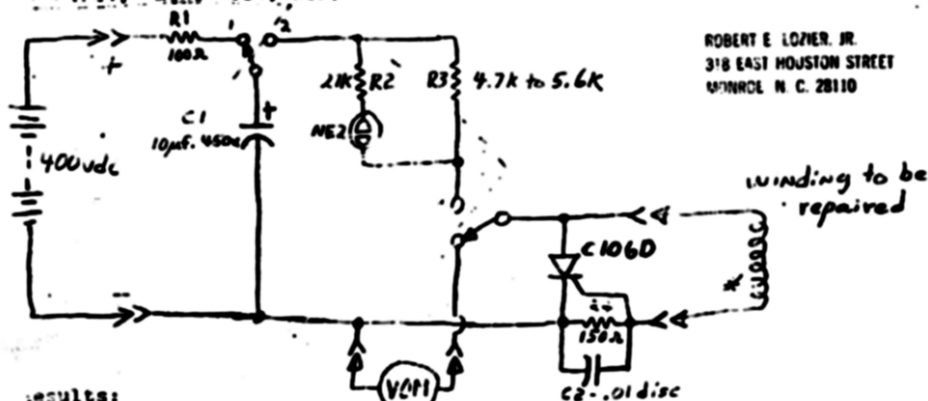 R1
100Ω
1
2
ROBERT E LOZIER, JR.
318 EAST HOUSTON STREET
MONROE N. C. 28110
+
R2
R3 4.7K to 5.6K
C1 +
10µf. 450v
NE2
400vdc
winding to be
repaired
C106D
*
-
**
150Ω
VOM
C2 - .01 disc
esults: